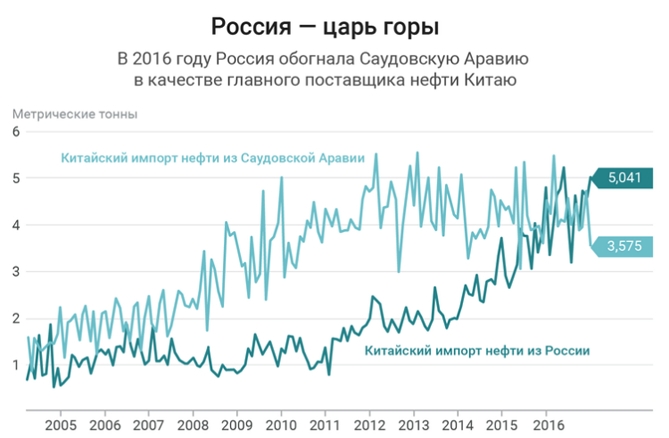 Россия — царь горы
В 2016 году Россия обогнала Саудовскую Аравию
в качестве главного поставщика нефти Китаю
Метрические тонны
6
Китайский импорт нефти из Саудовской Аравии
5
5,041
4
3,575
3
2
Китайский импорт нефти из России
1
2005 2006 2007 2008 2009 2010 2011 2012 2013 2014 2015 2016